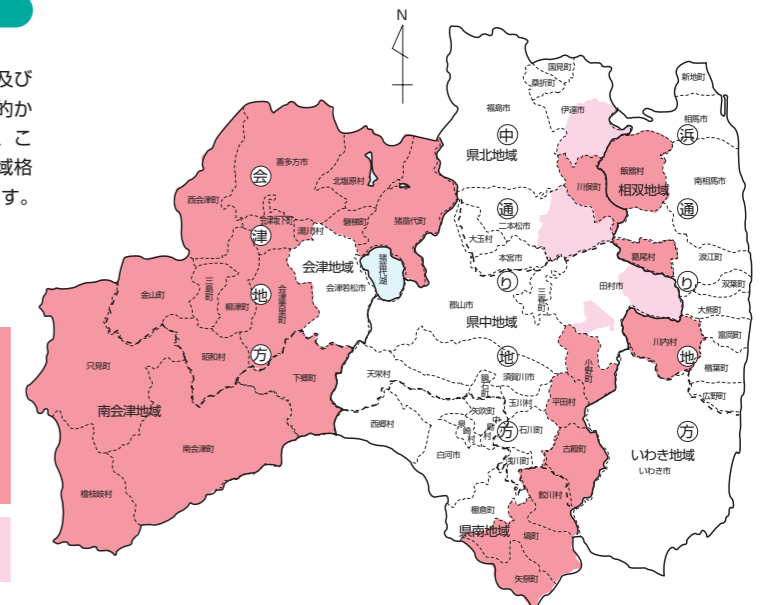 及び
的か
、こ
域格
す。
N
国見町
桑折町
新地町
福島市
伊達市
相馬市
中
浜
県北地域
喜多方市
飯舘村
会
北塩原村
川俣町
相双地域
南相馬市
西会津町
猪苗代町
磐梯町
会津坂下町
湯川村
通
二本松市
通
津
大玉村
葛尾村
本宮市
浪江町
会津地域
猪苗代湖
り
田村市
り
双葉町
三島町
金山町
地
会津若松市
三春町
柳津町
会津美里町
郡山市
大熊町
県中地域
富岡町
川内村
昭和村
方
地
地
只見町
下郷町
天栄村
小野町
楢葉町
須賀川市
鏡石町
広野町
南会津地域
玉川村
平田村
矢吹町
西郷村
泉崎村
中島村
方
石川町
古殿町
方
南会津町
白河市
浅川町
いわき地域
いわき市
檜枝岐村
鮫川村
棚倉町
県南地域
塙町
矢祭町